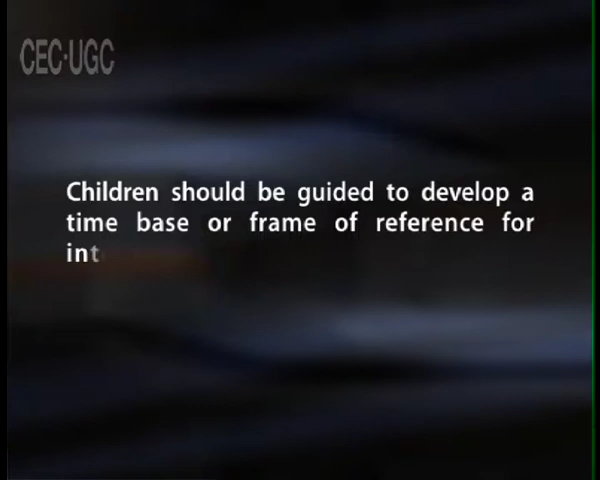 CEC-UGC
Children should be guided to develop a
time base or frame of reference for
int